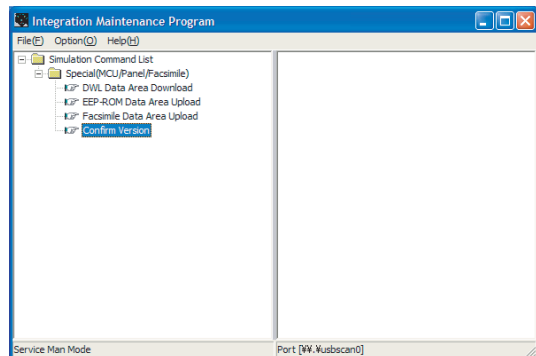 Integration Maintenance Program
File(F) Option(O) Help(H)
Simulation Command List
Special(MCU/Panel/Facsimile)
DWL Data Area Download
EEP-ROM Data Area Upload
Facsimile Data Area Upload
Confirm Version
Service Man Mode
Port [¥¥.¥usbscan0]